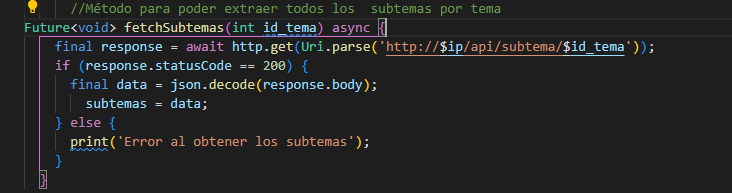 //Método para poder extraer todos los  subtemas por tema
Future<void> fetchSubtemas(int id_tema) async {
final response = await http.get(Uri.parse('http://$ip/api/subtema/$id_tema'));
if (response.statusCode == 200) {
final data = json.decode(response.body);
subtemas = data;
} else {
print('Error al obtener los subtemas');
}
}